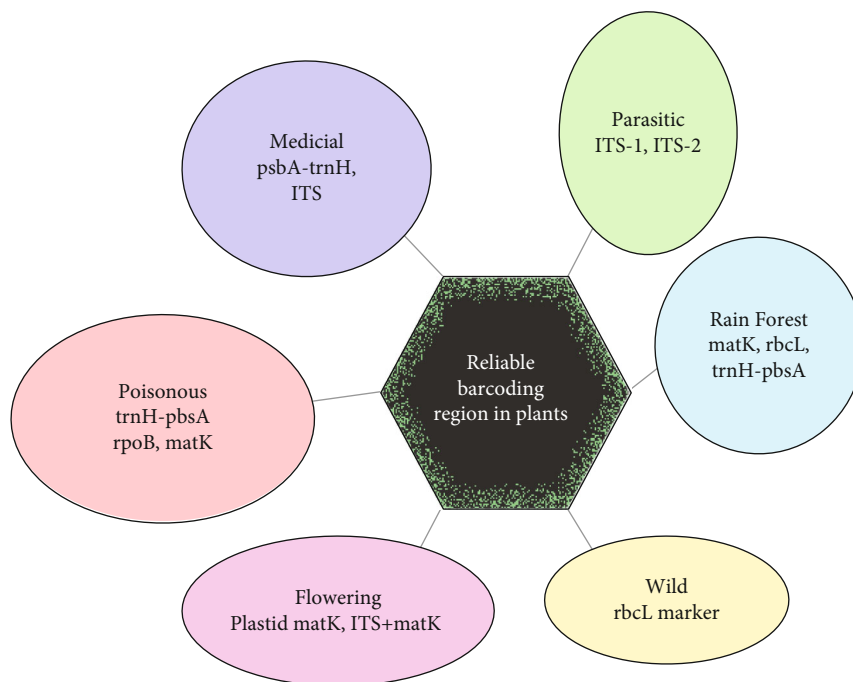 Medicial
psbA-trnH,
ITS
Parasitic
ITS-1, ITS-2
Rain Forest
matK, rbcL,
trnH-pbsA
Reliable
barcoding
region in plants
Poisonous
trnH-pbsA
rpoB, matK
Flowering
Plastid matK, ITS+matK
Wild
rbcL marker